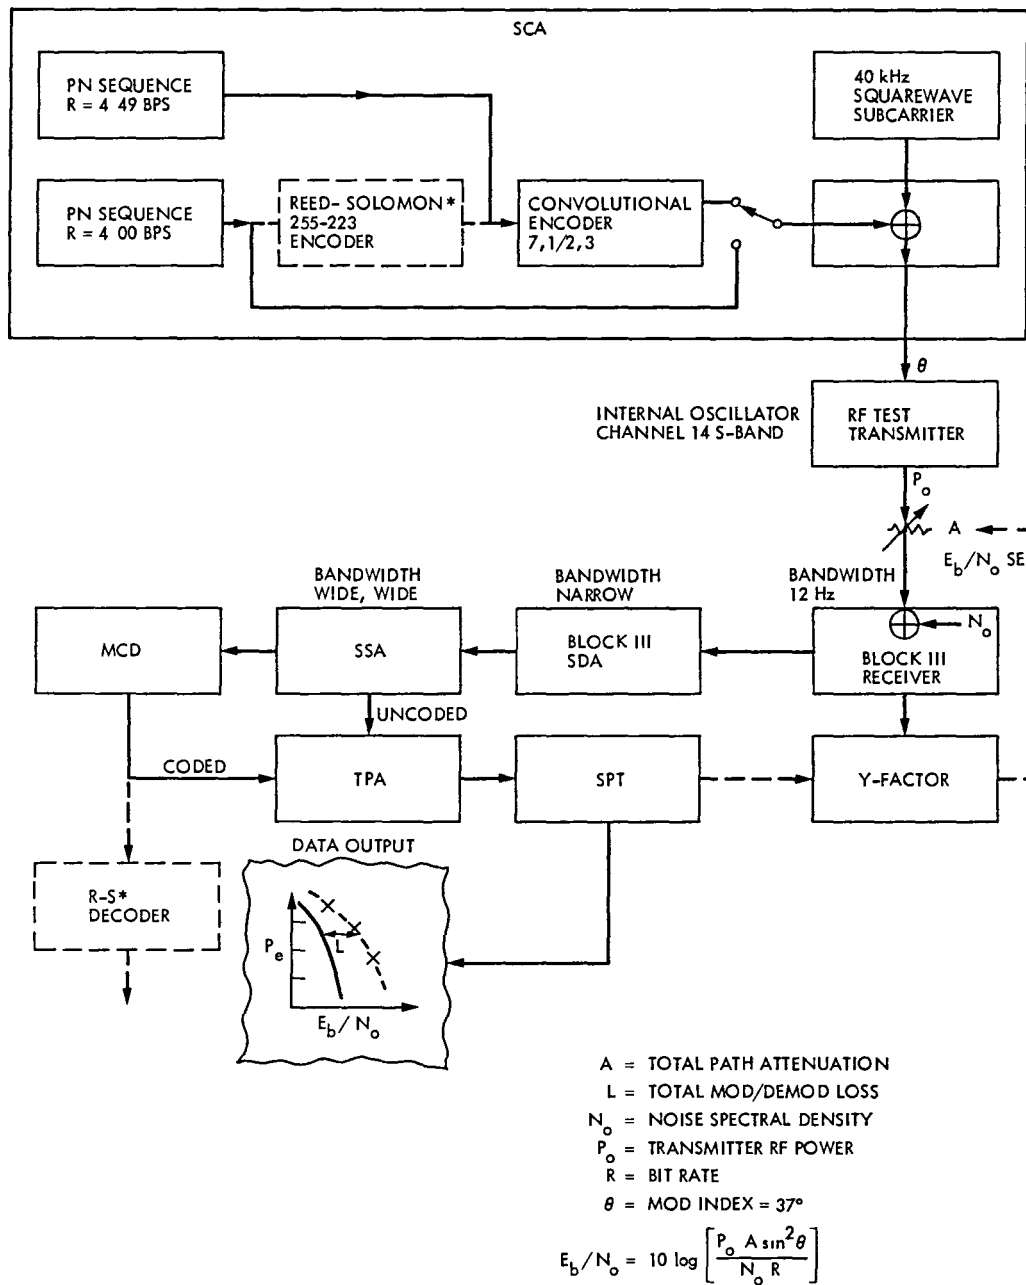 SCA
PN SEQUENCE
R = 4 49 BPS
40 kHz
SQUAREWAVE
SUBCARRIER
PN SEQUENCE
R = 4 00 BPS
REED- SOLOMON*
255-223
ENCODER
CONVOLUTIONAL
ENCODER
7,1/2,3
θ
INTERNAL OSCILLATOR
CHANNEL 14 S-BAND
RF TEST
TRANSMITTER
P_o
A
E_b/N_o SE
BANDWIDTH
WIDE, WIDE
BANDWIDTH
NARROW
BANDWIDTH
12 Hz
MCD
SSA
BLOCK III
SDA
N_o
BLOCK III
RECEIVER
UNCODED
CODED
TPA
SPT
Y-FACTOR
DATA OUTPUT
R-S*
DECODER
L
P_e
E_b/N_o
A = TOTAL PATH ATTENUATION
L = TOTAL MOD/DEMOD LOSS
N_o = NOISE SPECTRAL DENSITY
P_o = TRANSMITTER RF POWER
R = BIT RATE
θ = MOD INDEX = 37°
E_b/N_o = 10 log [P_o A sin²θ / N_o R]